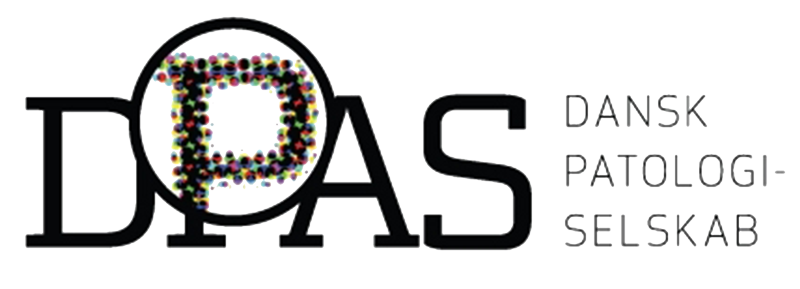 DPAS
DANSK
PATOLOGI-
SELSKAB